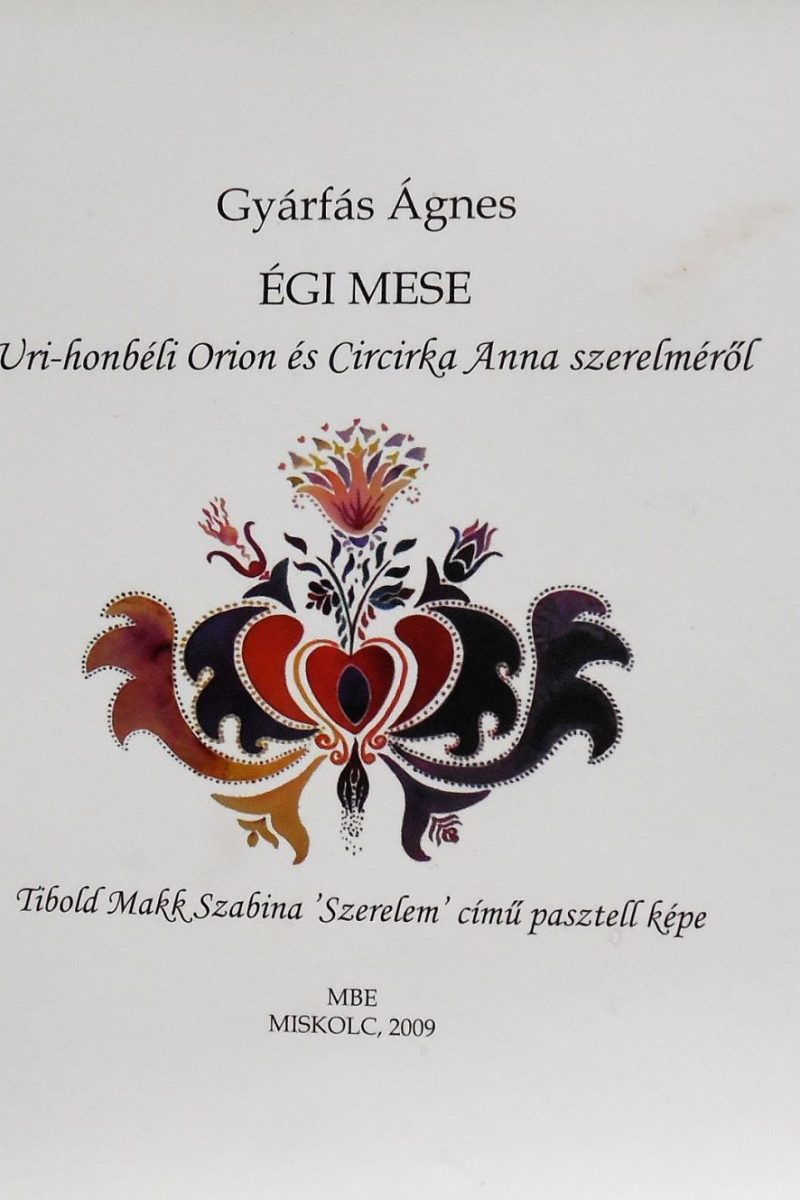 Gyárfás Ágnes
ÉGI MESE
Uri-honbéli Orion és Circirka Anna szerelméről
Tibold Makk Szabina 'Szerelem' című pasztell képe
MBE
MISKOLC, 2009